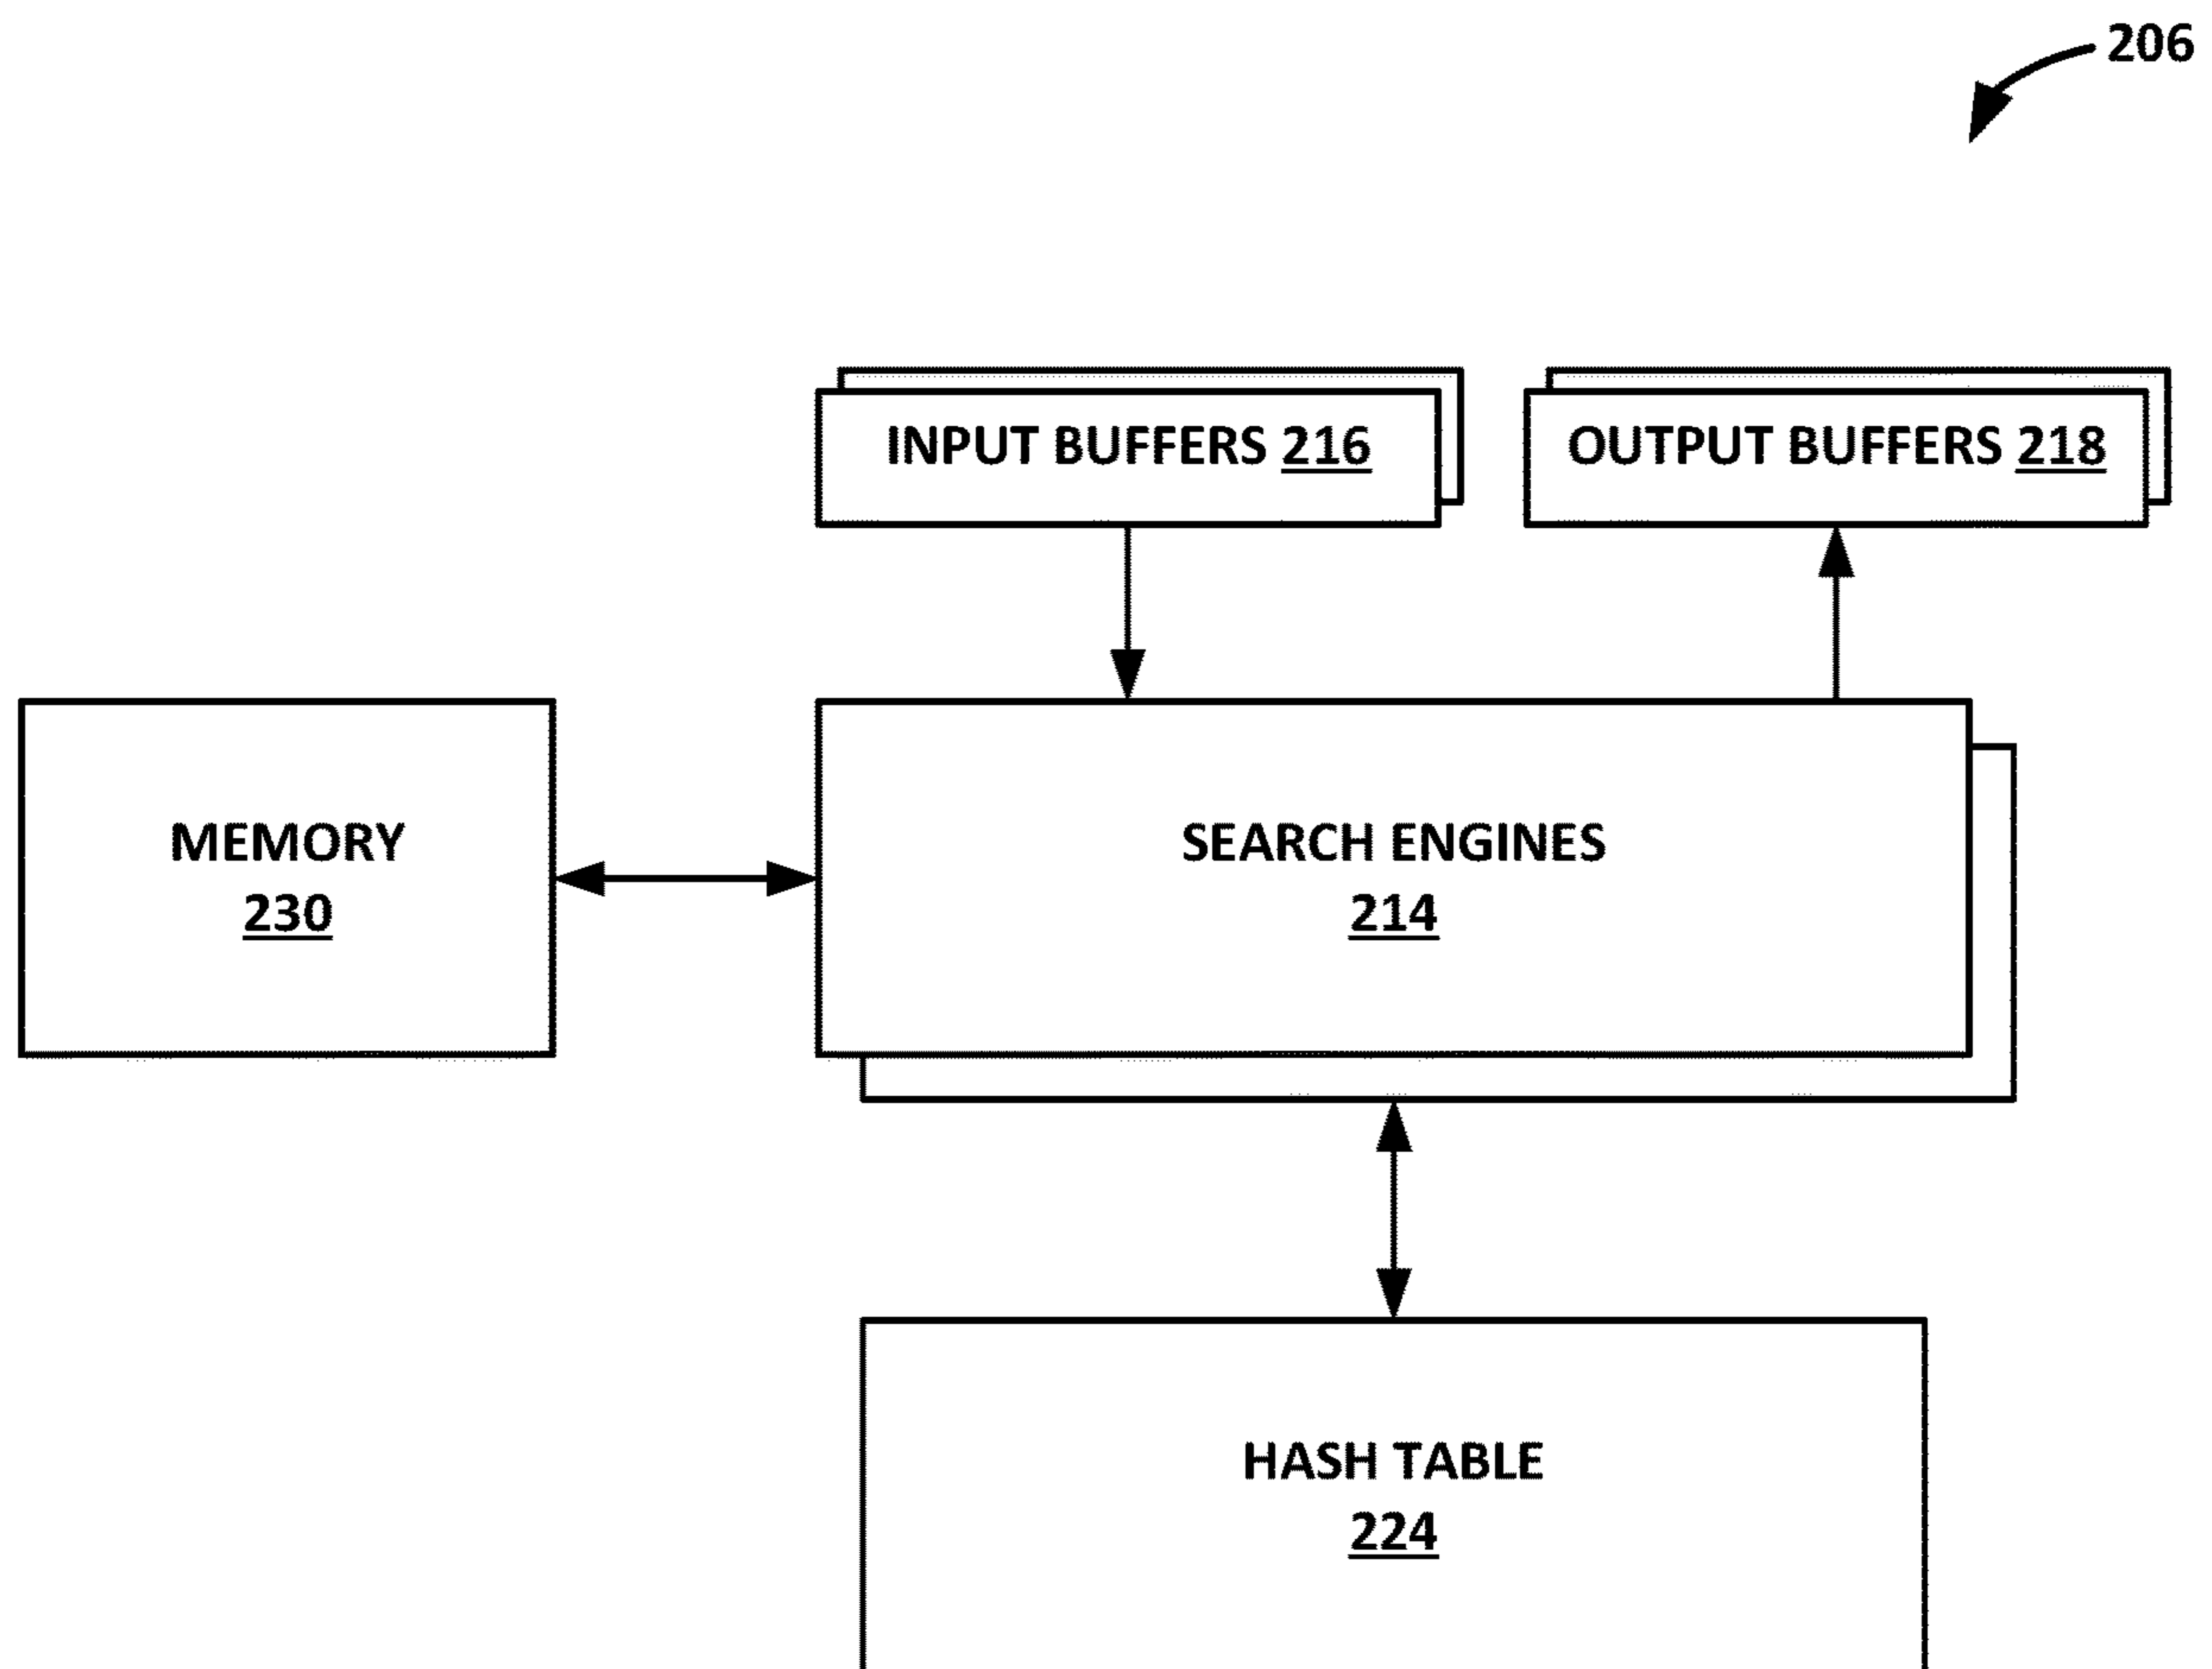 206
INPUT BUFFERS 216
OUTPUT BUFFERS 218
MEMORY
230
SEARCH ENGINES
214
HASH TABLE
224